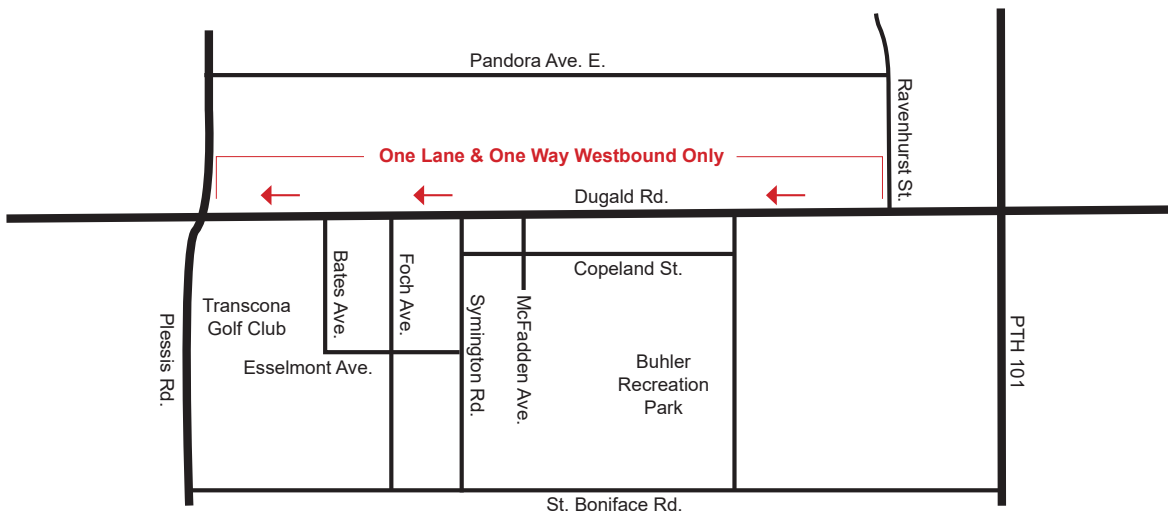 Pandora Ave. E.
Ravenhurst St.
One Lane & One Way Westbound Only
Dugald Rd.
Bates Ave.
Foch Ave.
Copeland St.
Transcona
Golf Club
Symington Rd.
McFadden Ave.
Plessis Rd.
PTH 101
Esselmont Ave.
Buhler
Recreation
Park
St. Boniface Rd.